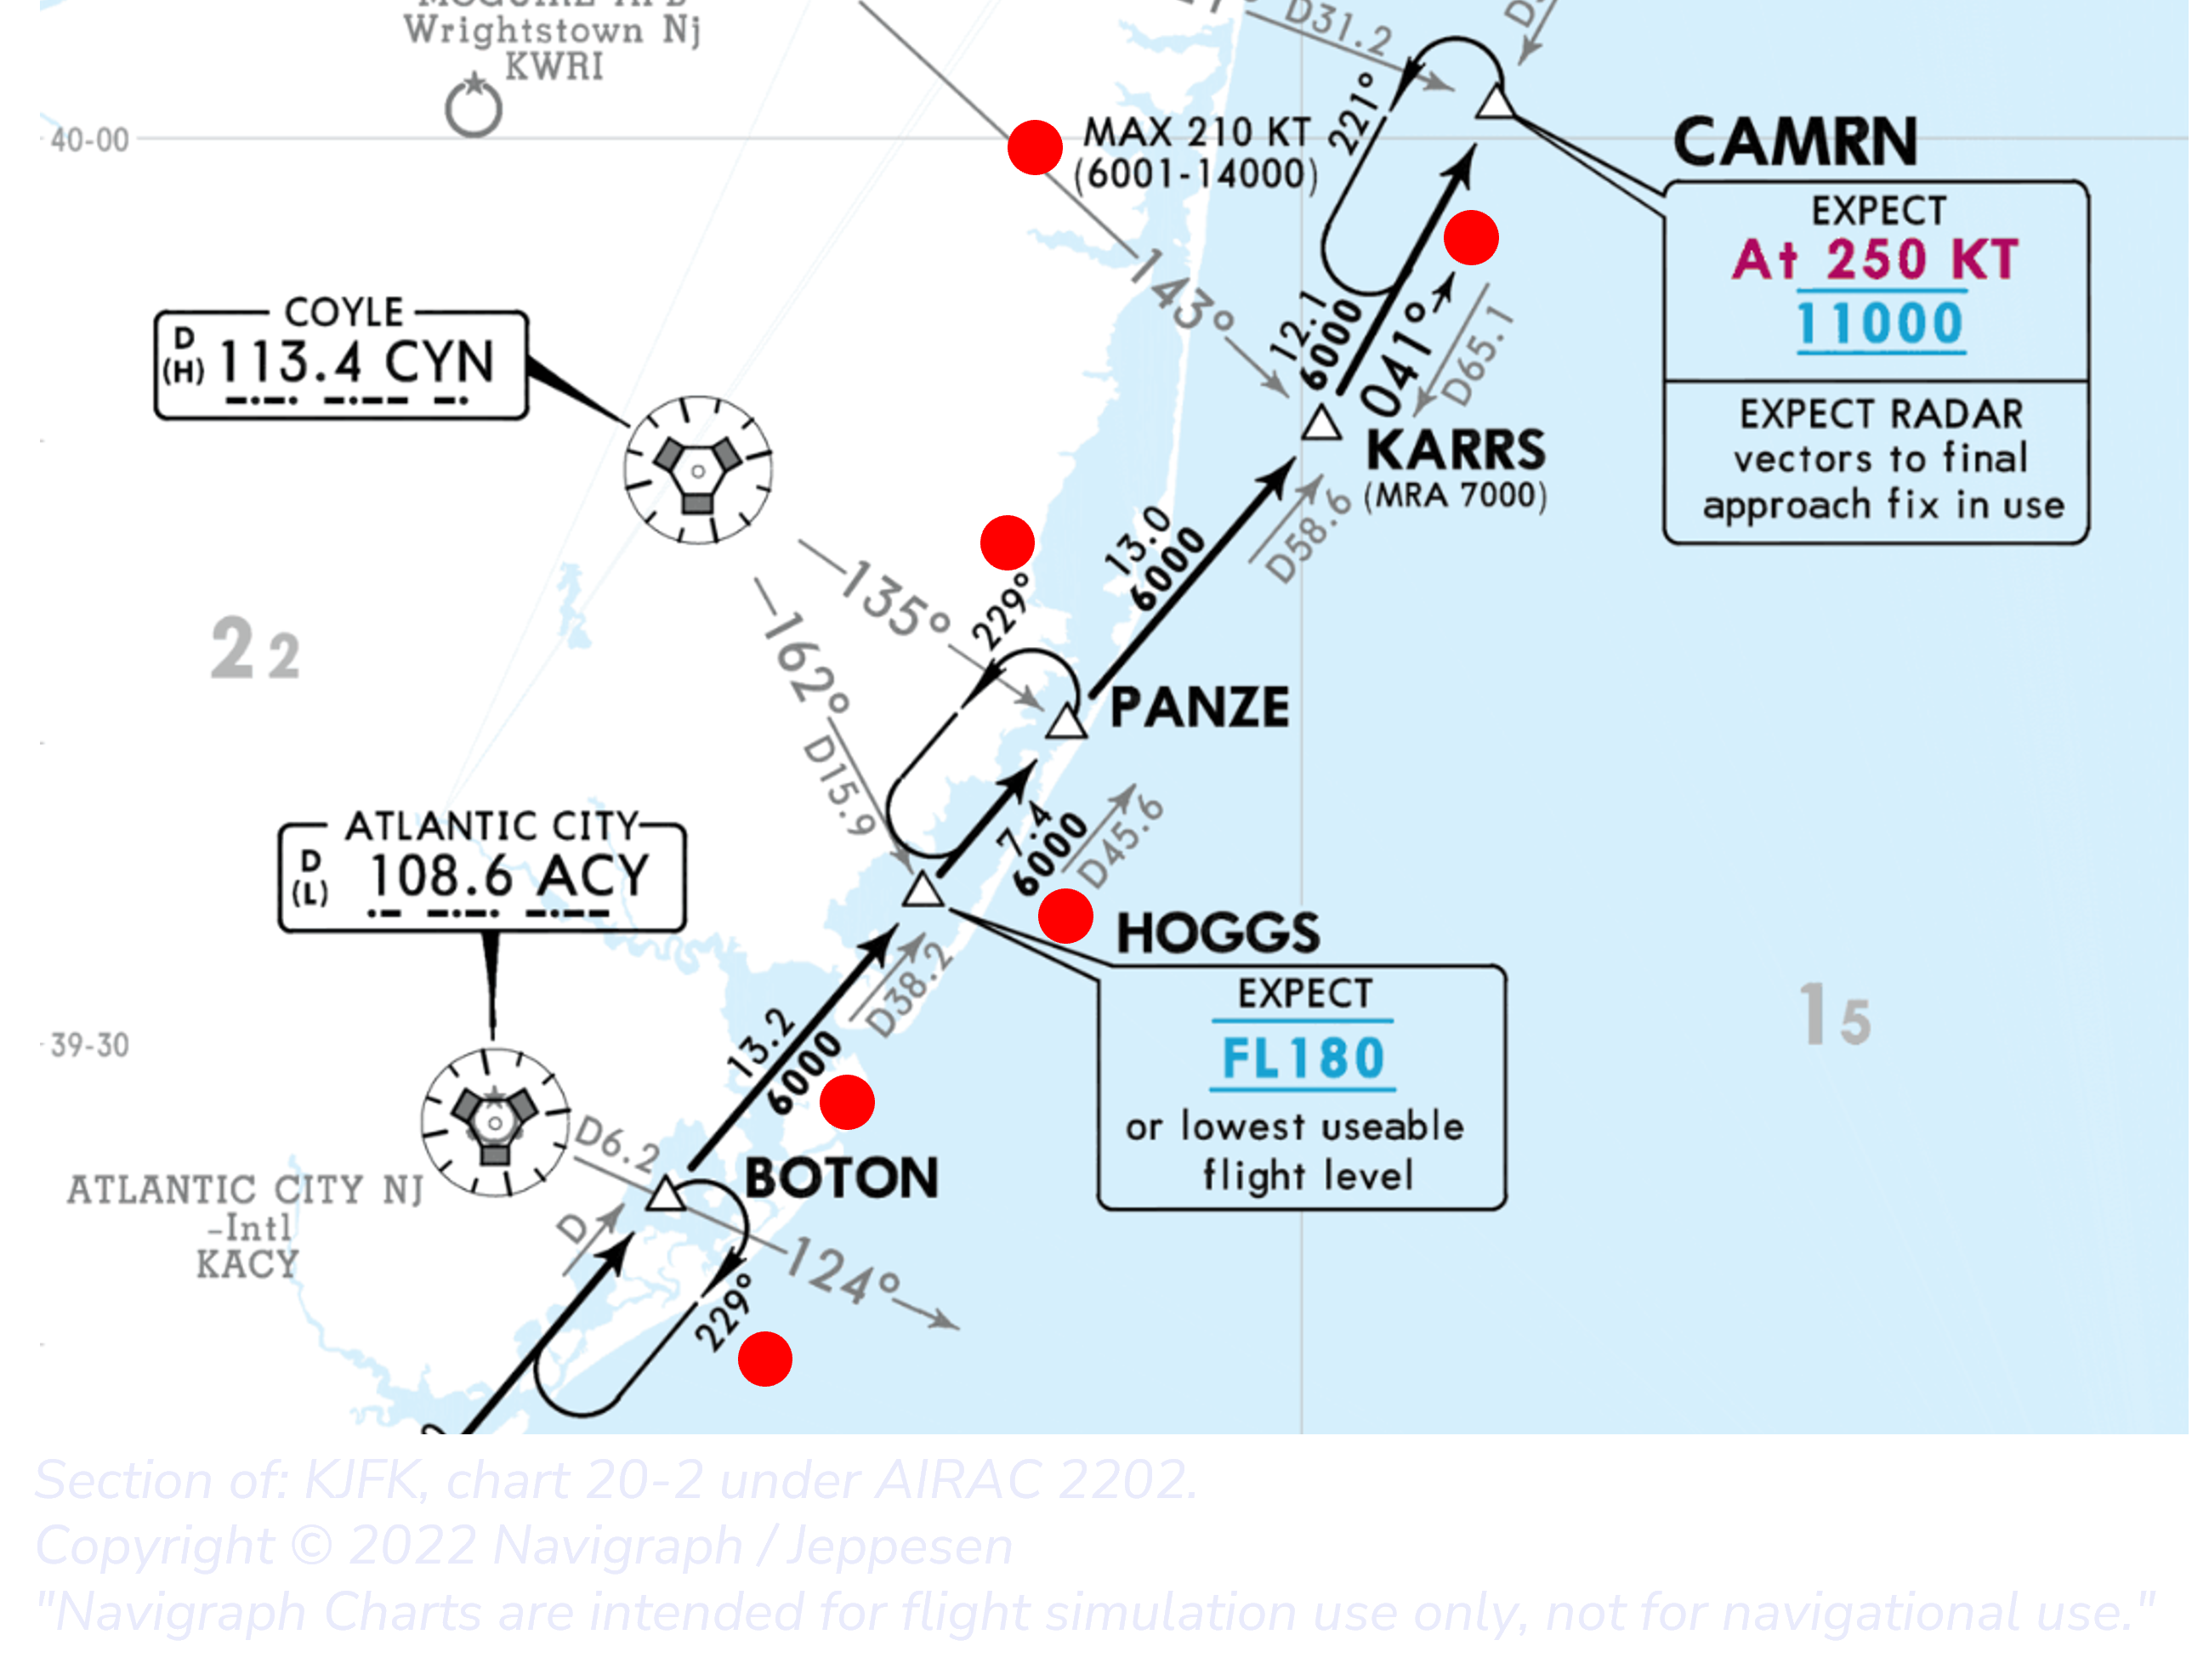 Wrightstown Nj
KWRI
D31.2
40-00
MAX 210 KT
(6001-14000)
221°
CAMRN
EXPECT
At 250 KT
11000
EXPECT RADAR
vectors to final
approach fix in use
143°
12.1
6000
041°
D65.1
COYLE
D
(H)
113.4 CYN
KARRS
(MRA 7000)
D58.6
13.0
6000
135°
229°
162°
D15.9
22
PANZE
7.4
6000
D45.6
ATLANTIC CITY
D
(L)
108.6 ACY
HOGGS
EXPECT
FL180
or lowest useable
flight level
D38.2
13.2
6000
15
39-30
D6.2
BOTON
ATLANTIC CITY NJ
-Intl
KACY
D
124°
229°
Section of: KJFK, chart 20-2 under AIRAC 2202.
Copyright © 2022 Navigraph / Jeppesen
"Navigraph Charts are intended for flight simulation use only, not for navigational use."